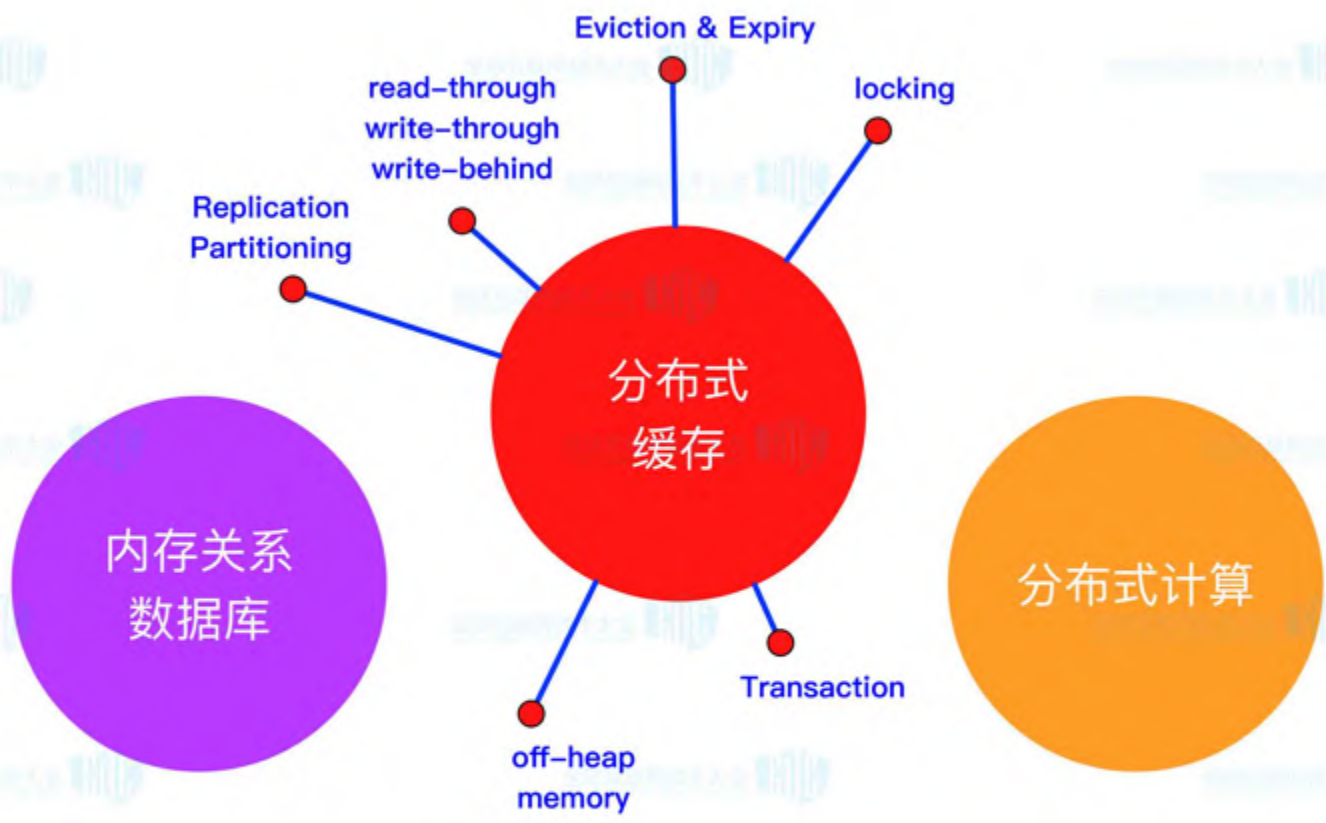 Eviction & Expiry
read-through
write-through
write-behind
locking
Replication
Partitioning
分布式
缓存
内存关系
数据库
分布式计算
Transaction
off-heap
memory